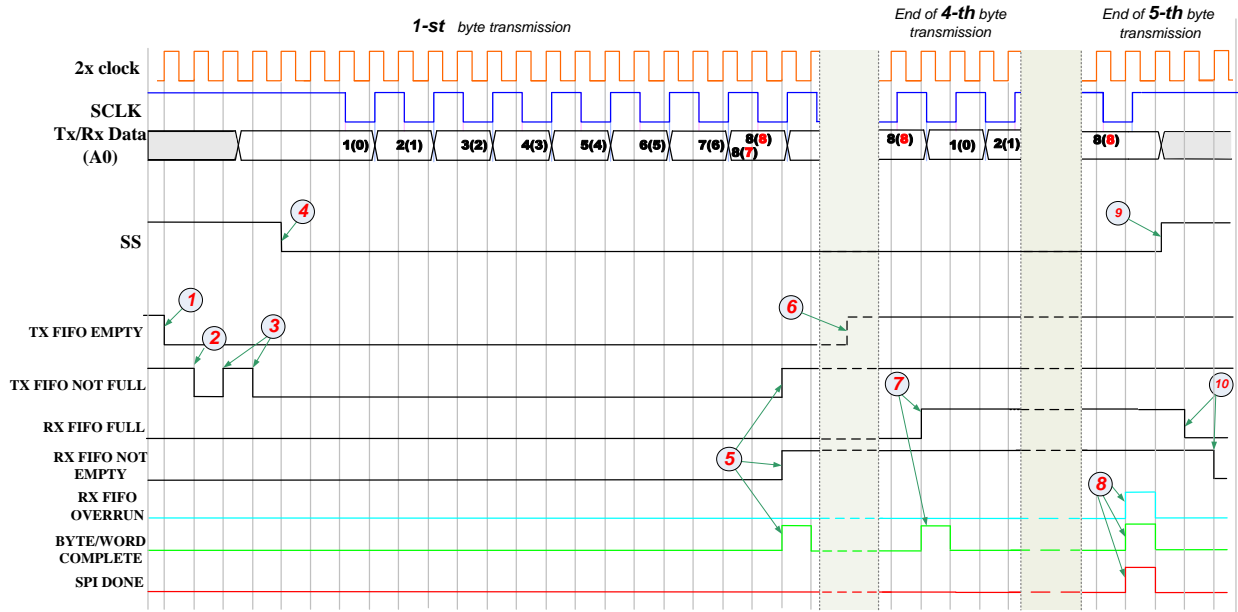 1-st byte transmission
End of 4-th byte
transmission
End of 5-th byte
transmission
2x clock
SCLK
Tx/Rx Data
(A0)
1(0)
2(1)
3(2)
4(3)
5(4)
6(5)
7(6)
8(8)
8(7)
8(8)
1(0)
2(1)
8(8)
4
9
SS
1
6
TX FIFO EMPTY
2
3
TX FIFO NOT FULL
7
10
RX FIFO FULL
5
RX FIFO NOT
EMPTY
8
RX FIFO
OVERRUN
BYTE/WORD
COMPLETE
SPI DONE